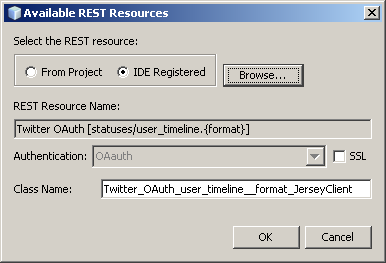 Available REST Resources
Select the REST resource:
From Project IDE Registered Browse...
REST Resource Name:
Twitter OAuth [statuses/user_timeline.{format}]
Authentication: OAauth SSL
Class Name: Twitter_OAuth_user_timeline__format_JerseyClient
OK Cancel